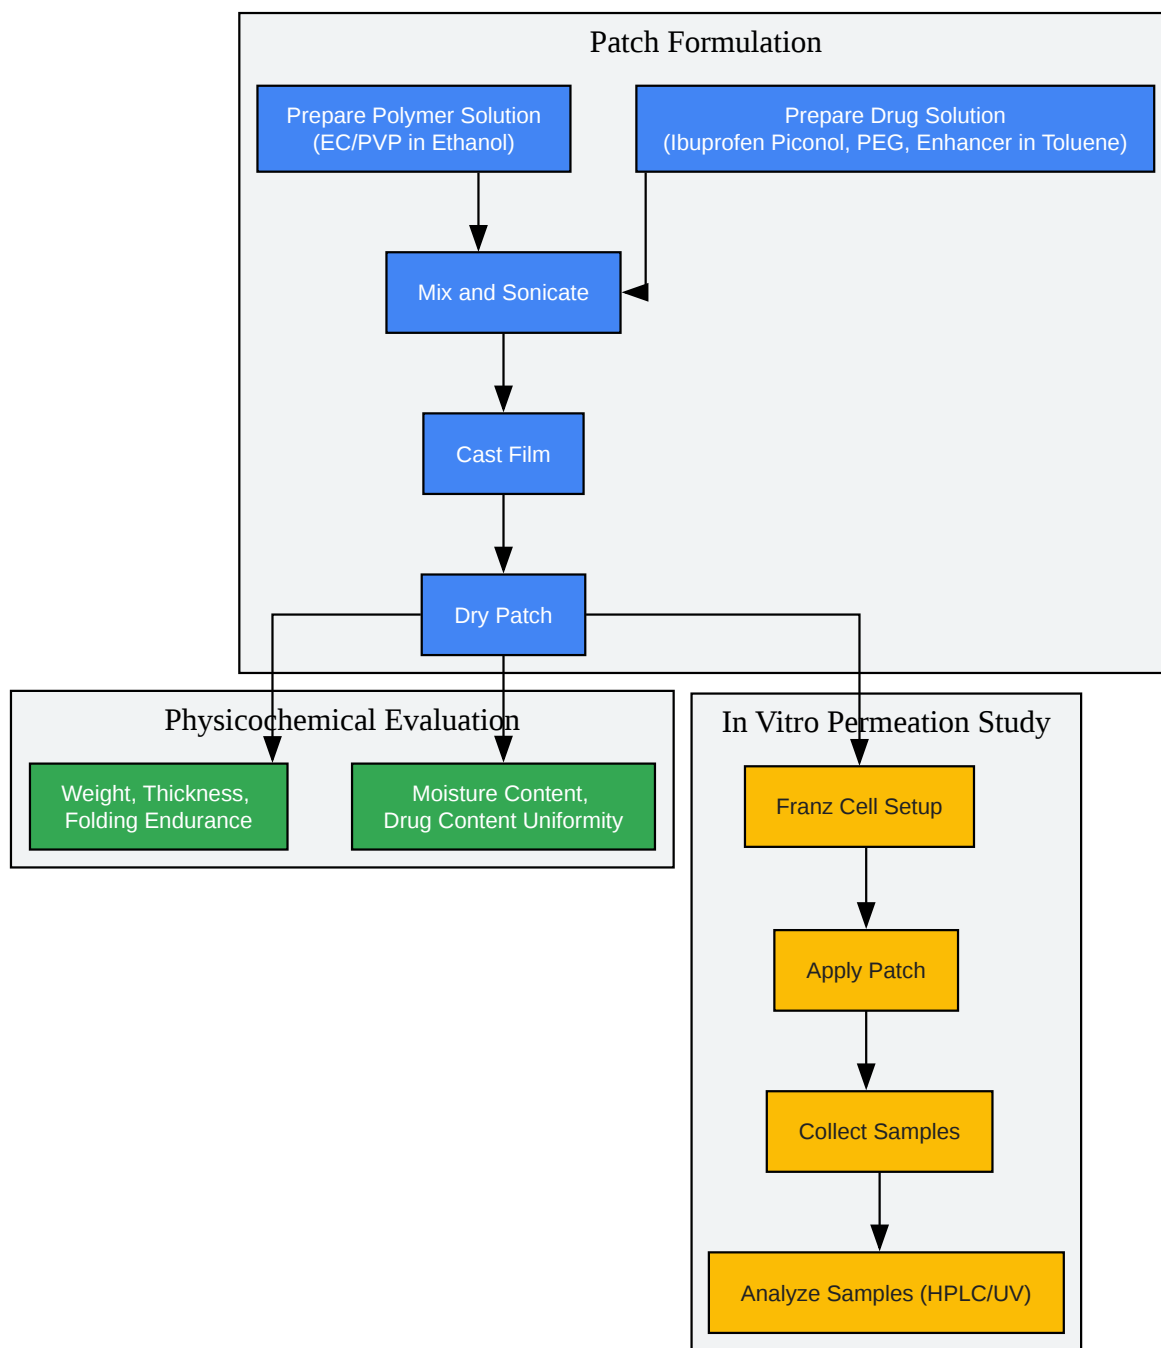 Patch Formulation
Prepare Polymer Solution
(EC/PVP in Ethanol)
Prepare Drug Solution
(Ibuprofen Piconol, PEG, Enhancer in Toluene)
Mix and Sonicate
Cast Film
Dry Patch
Physicochemical Evaluation
Weight, Thickness,
Folding Endurance
Moisture Content,
Drug Content Uniformity
In Vitro Permeation Study
Franz Cell Setup
Apply Patch
Collect Samples
Analyze Samples (HPLC/UV)